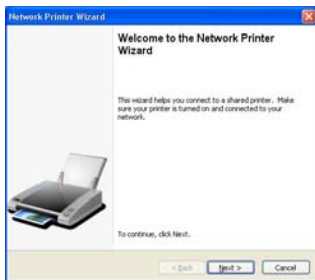 Network Printer Wizard
Welcome to the Network Printer
Wizard
This wizard helps you connect to a shared printer. Make
sure your printer is turned on and connected to your
network.
To continue, click Next.
< Back
Next >
Cancel